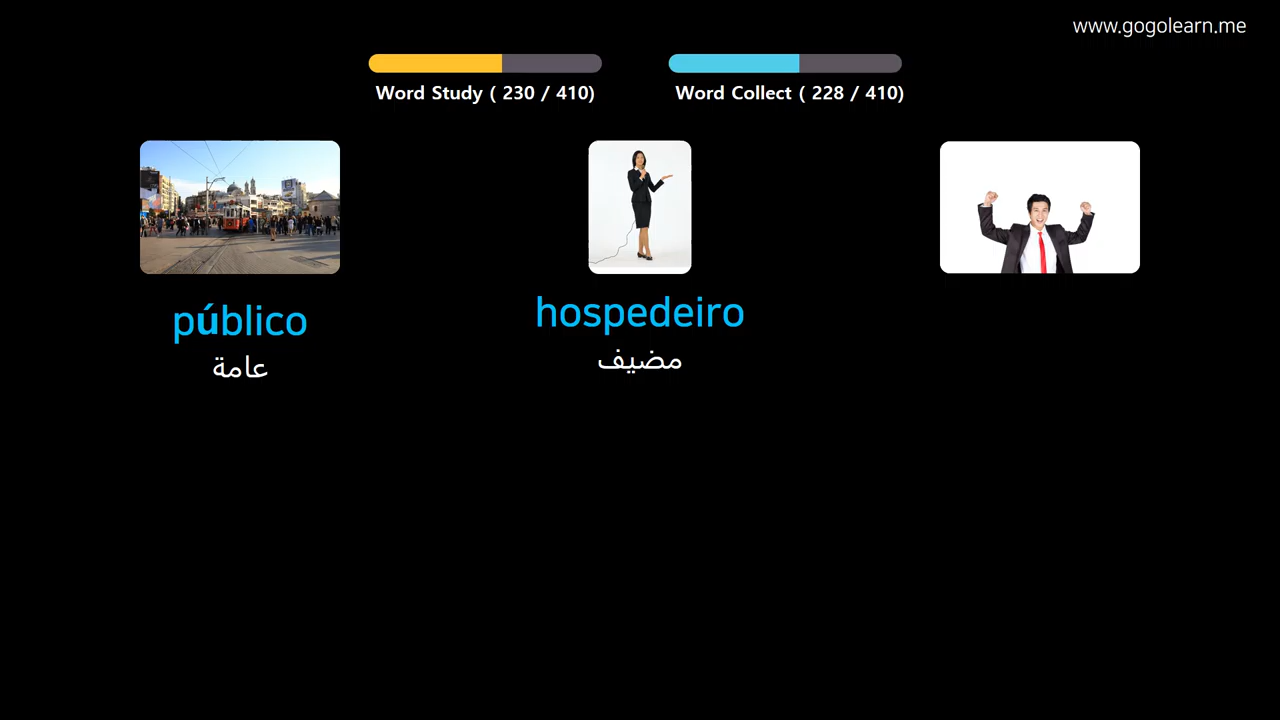 www.gogolearn.me
Word Study ( 230 / 410)
Word Collect ( 228 / 410)
público
عامة
hospedeiro
مضيف